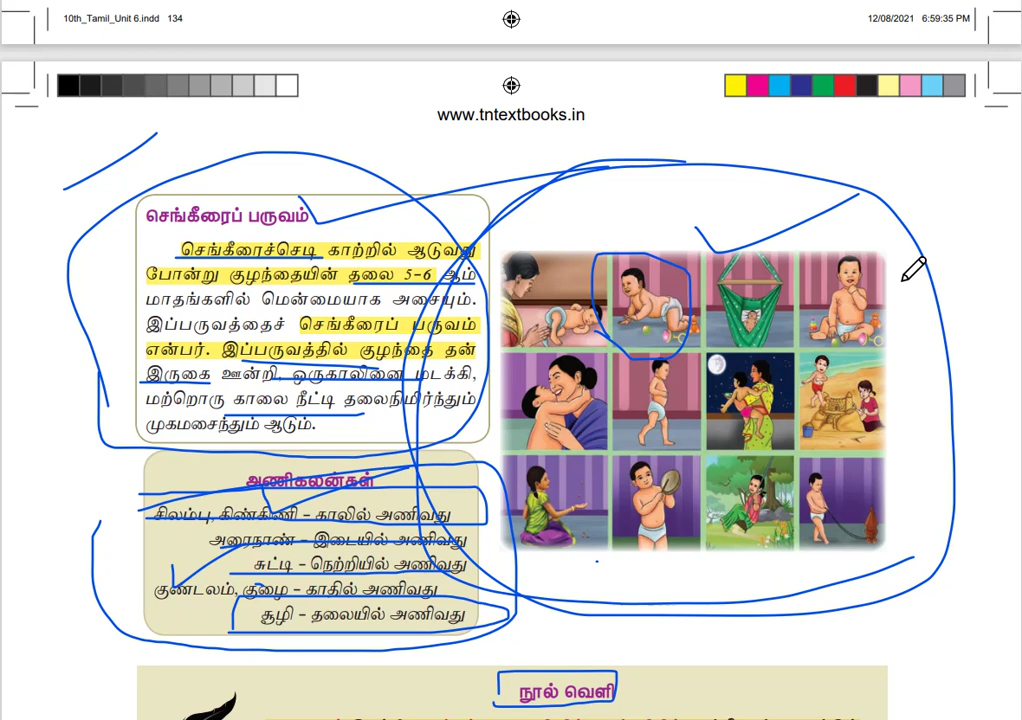 10th_Tamil_Unit 6.indd 134
12/08/2021 6:59:35 PM
www.tntextbooks.in
செங்கீரைப் பருவம்
செங்கீரைச்செடி காற்றில் ஆடுவது
போன்று குழந்தையின் தலை 5-6 ஆம்
மாதங்களில் மென்மையாக அசையும்.
இப்பருவத்தைச் செங்கீரைப் பருவம்
என்பர். இப்பருவத்தில் குழந்தை தன்
இருகை ஊன்றி, ஒருகாலினை மடக்கி,
மற்றொரு காலை நீட்டி தலைநிமிர்ந்தும்
முகமசைந்தும் ஆடும்.
அணிகலன்கள்
சிலம்பு, கிண்கிணி – காலில் அணிவது
அரைநாண் – இடையில் அணிவது
சுட்டி – நெற்றியில் அணிவது
குண்டலம், குழை – காதில் அணிவது
சூழி – தலையில் அணிவது
நூல் வெளி